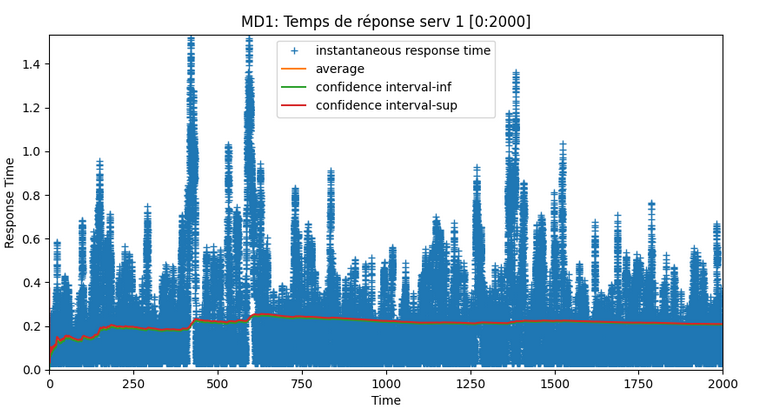 MD1: Temps de réponse serv 1 [0:2000]
instantaneous response time
average
confidence interval-inf
confidence interval-sup
Response Time
1.4
1.2
1.0
0.8
0.6
0.4
0.2
0.0
0 250 500 750 1000 1250 1500 1750 2000
Time